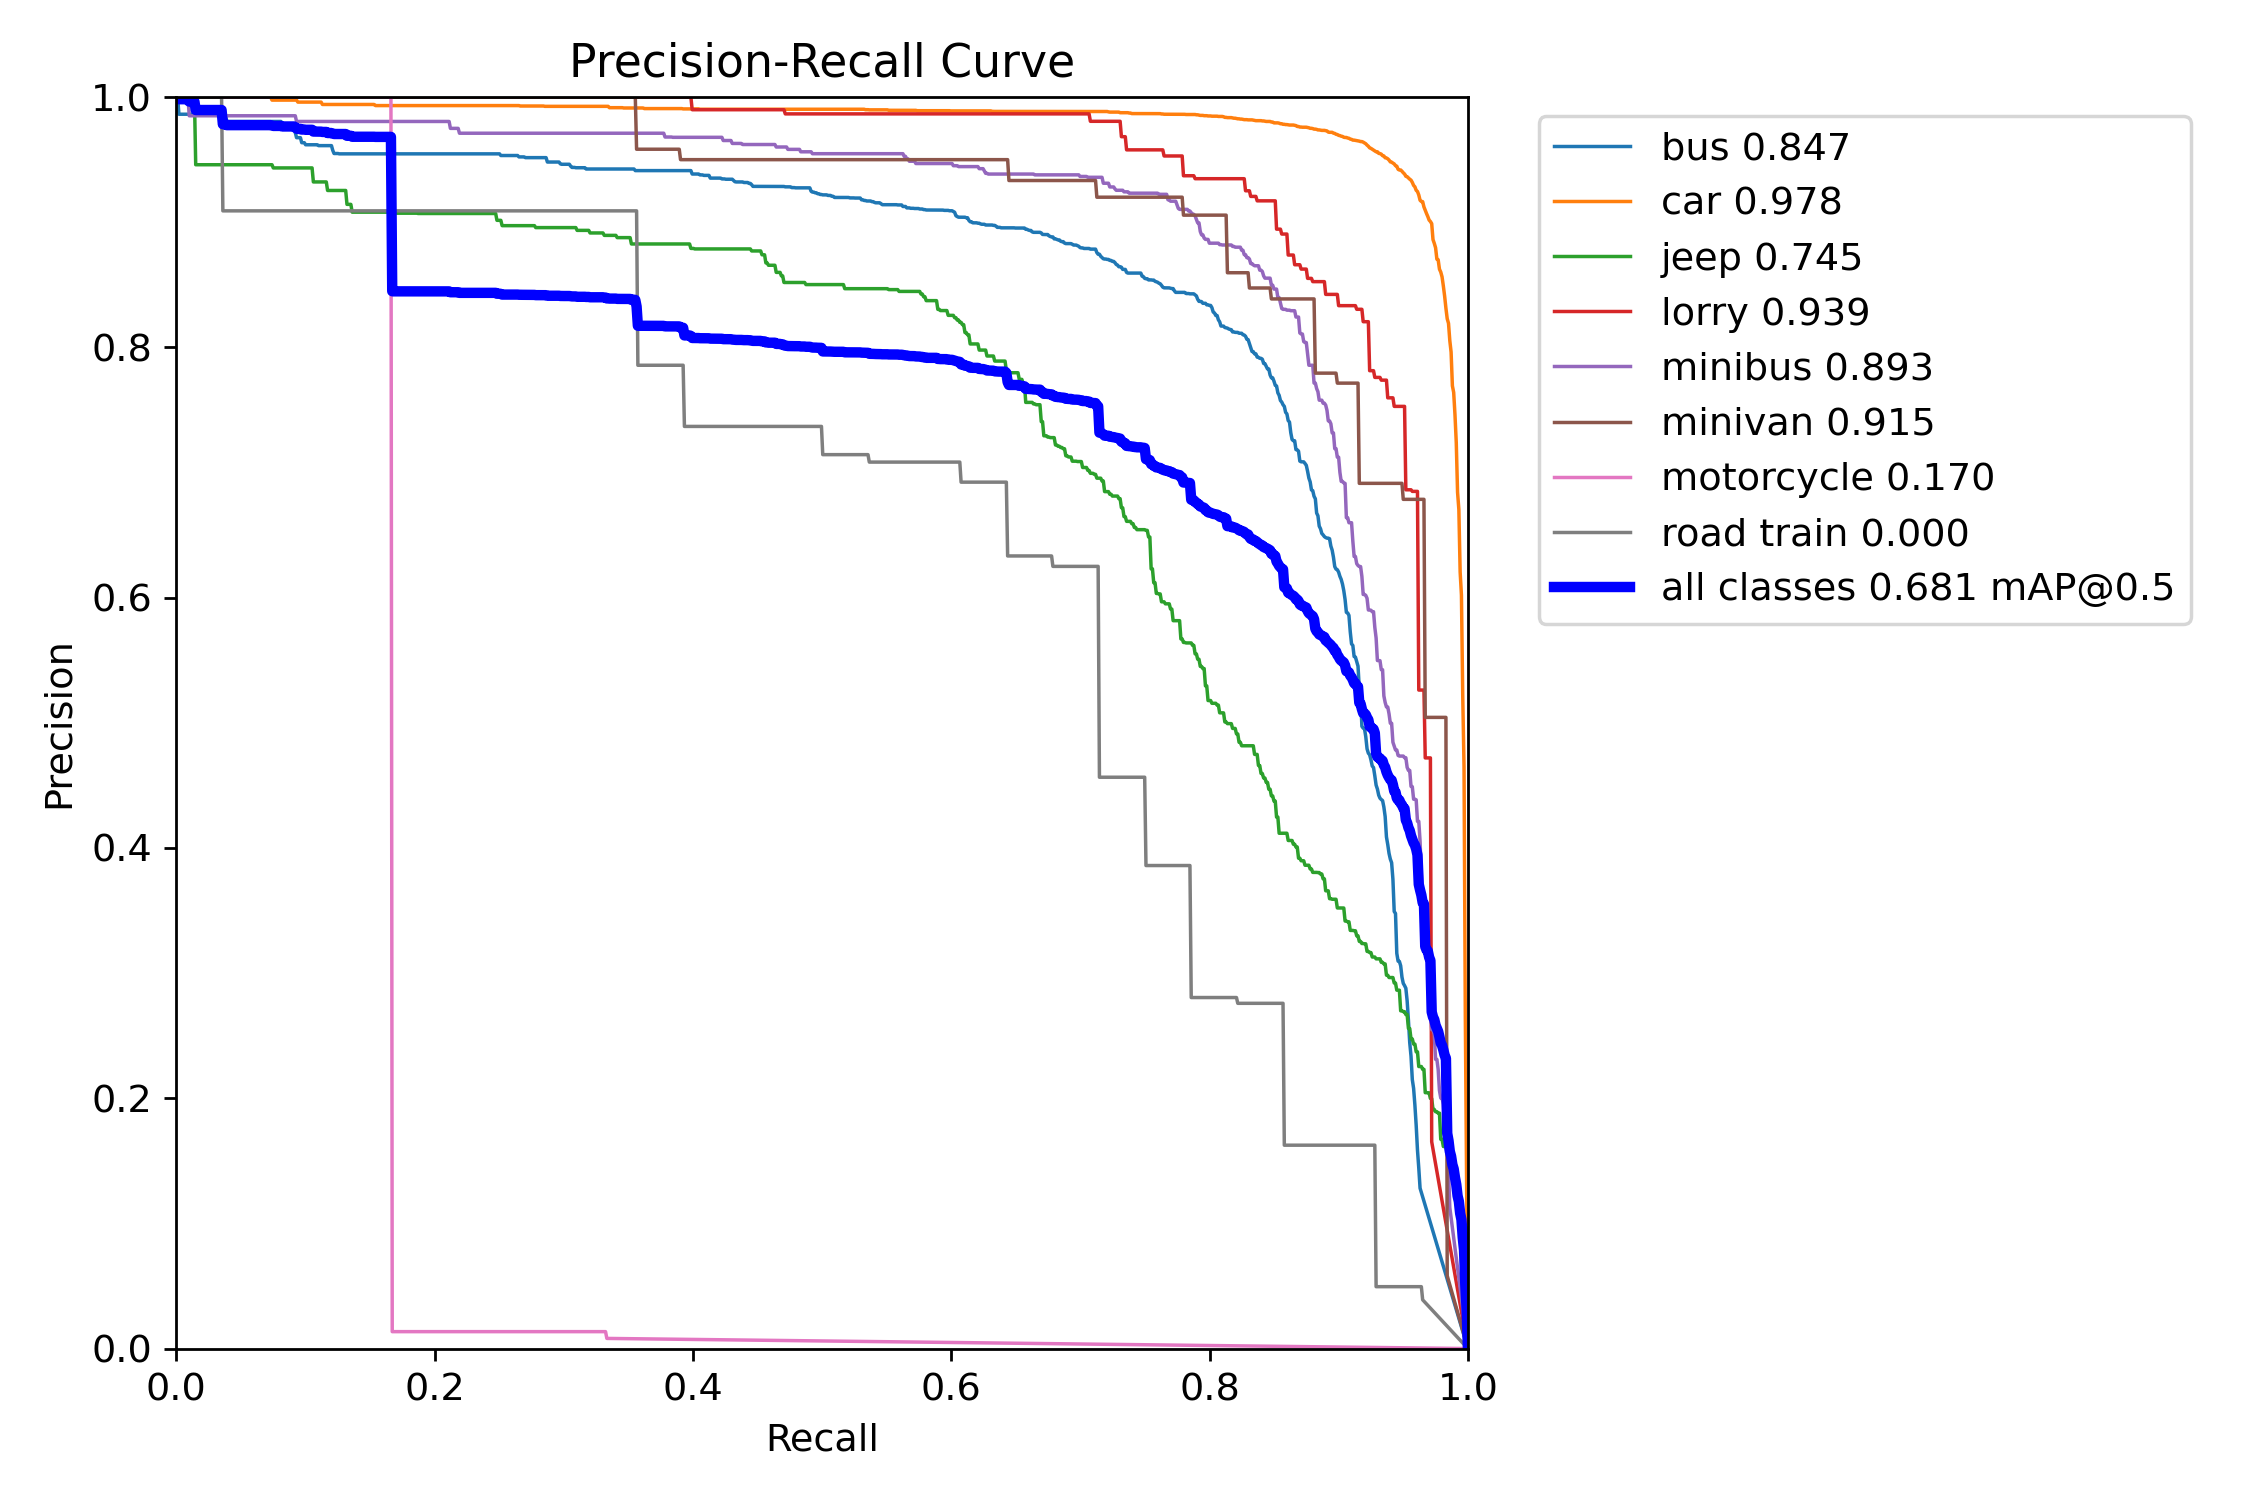 Precision-Recall Curve
1.0
0.8
0.6
0.4
0.2
0.0
Precision
0.0 0.2 0.4 0.6 0.8 1.0
Recall
bus 0.847
car 0.978
jeep 0.745
lorry 0.939
minibus 0.893
minivan 0.915
motorcycle 0.170
road train 0.000
all classes 0.681 mAP@0.5